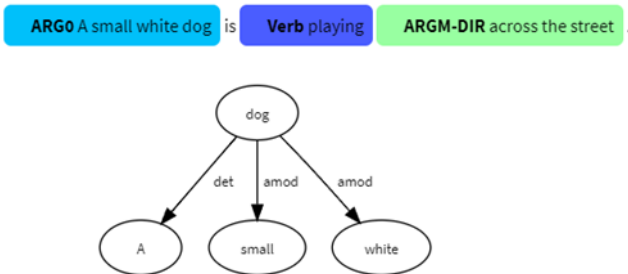 ARG0 A small white dog is Verb playing ARGM-DIR across the street .
dog
det amod amod
A small white